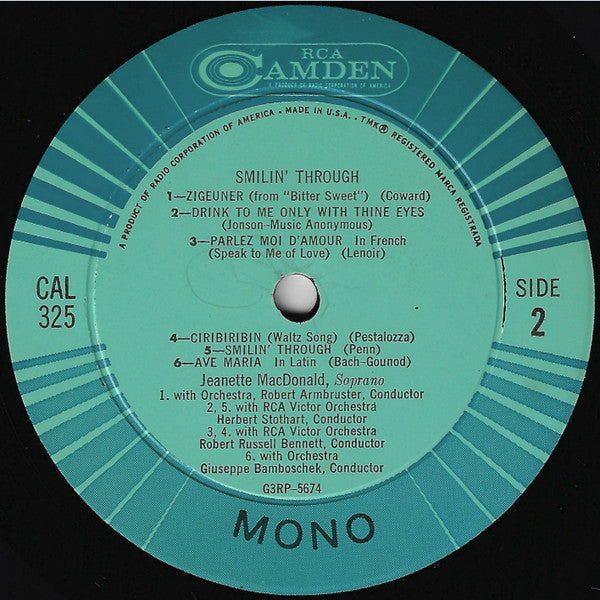 RCA
CAMDEN
A PRODUCT OF RADIO CORPORATION OF AMERICA
A PRODUCT OF RADIO CORPORATION OF AMERICA • MADE IN U.S.A. • TMK® REGISTERED MARCA REGISTRADA
SMILIN' THROUGH
1—ZIGEUNER (from "Bitter Sweet") (Coward)
2—DRINK TO ME ONLY WITH THINE EYES
(Jonson-Music Anonymous)
3—PARLEZ MOI D'AMOUR In French
(Speak to Me of Love) (Lenoir)
CAL
325
SIDE
2
4—CIRIBIRIBIN (Waltz Song) (Pestalozza)
5—SMILIN' THROUGH (Penn)
6—AVE MARIA In Latin (Bach-Gounod)
Jeanette MacDonald, Soprano
1. with Orchestra, Robert Armbruster, Conductor
2, 5. with RCA Victor Orchestra
Herbert Stothart, Conductor
3, 4. with RCA Victor Orchestra
Robert Russell Bennett, Conductor
6. with Orchestra
Giuseppe Bamboschek, Conductor
G3RP-5674
MONO